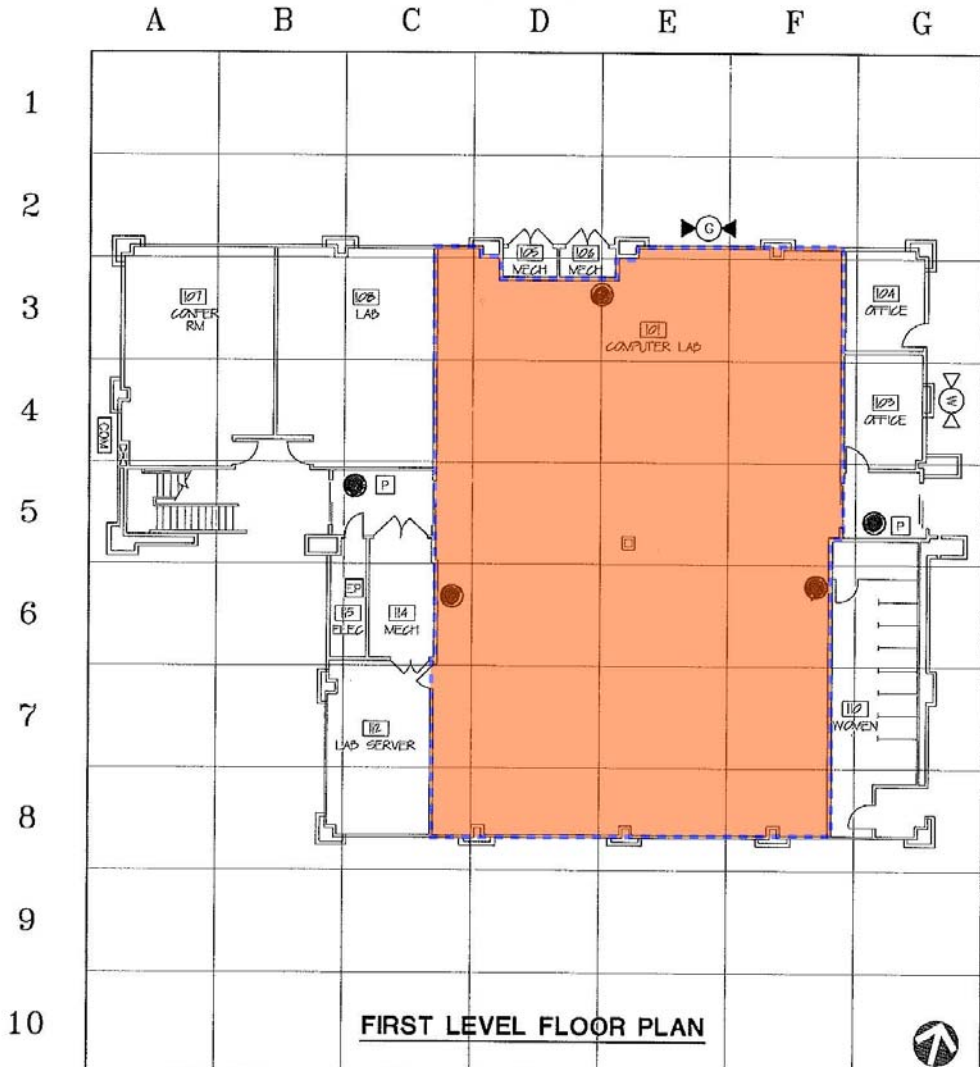 A B C D E F G
1
2
G
105 106
MECH MECH
3
107
CONFER
RM
108
LAB
101
COMPUTER LAB
104
OFFICE
4
COM
103
OFFICE
W
5
P
P
6
EP
113
ELEC
114
MECH
7
112
LAB SERVER
110
WOMEN
8
9
10
FIRST LEVEL FLOOR PLAN